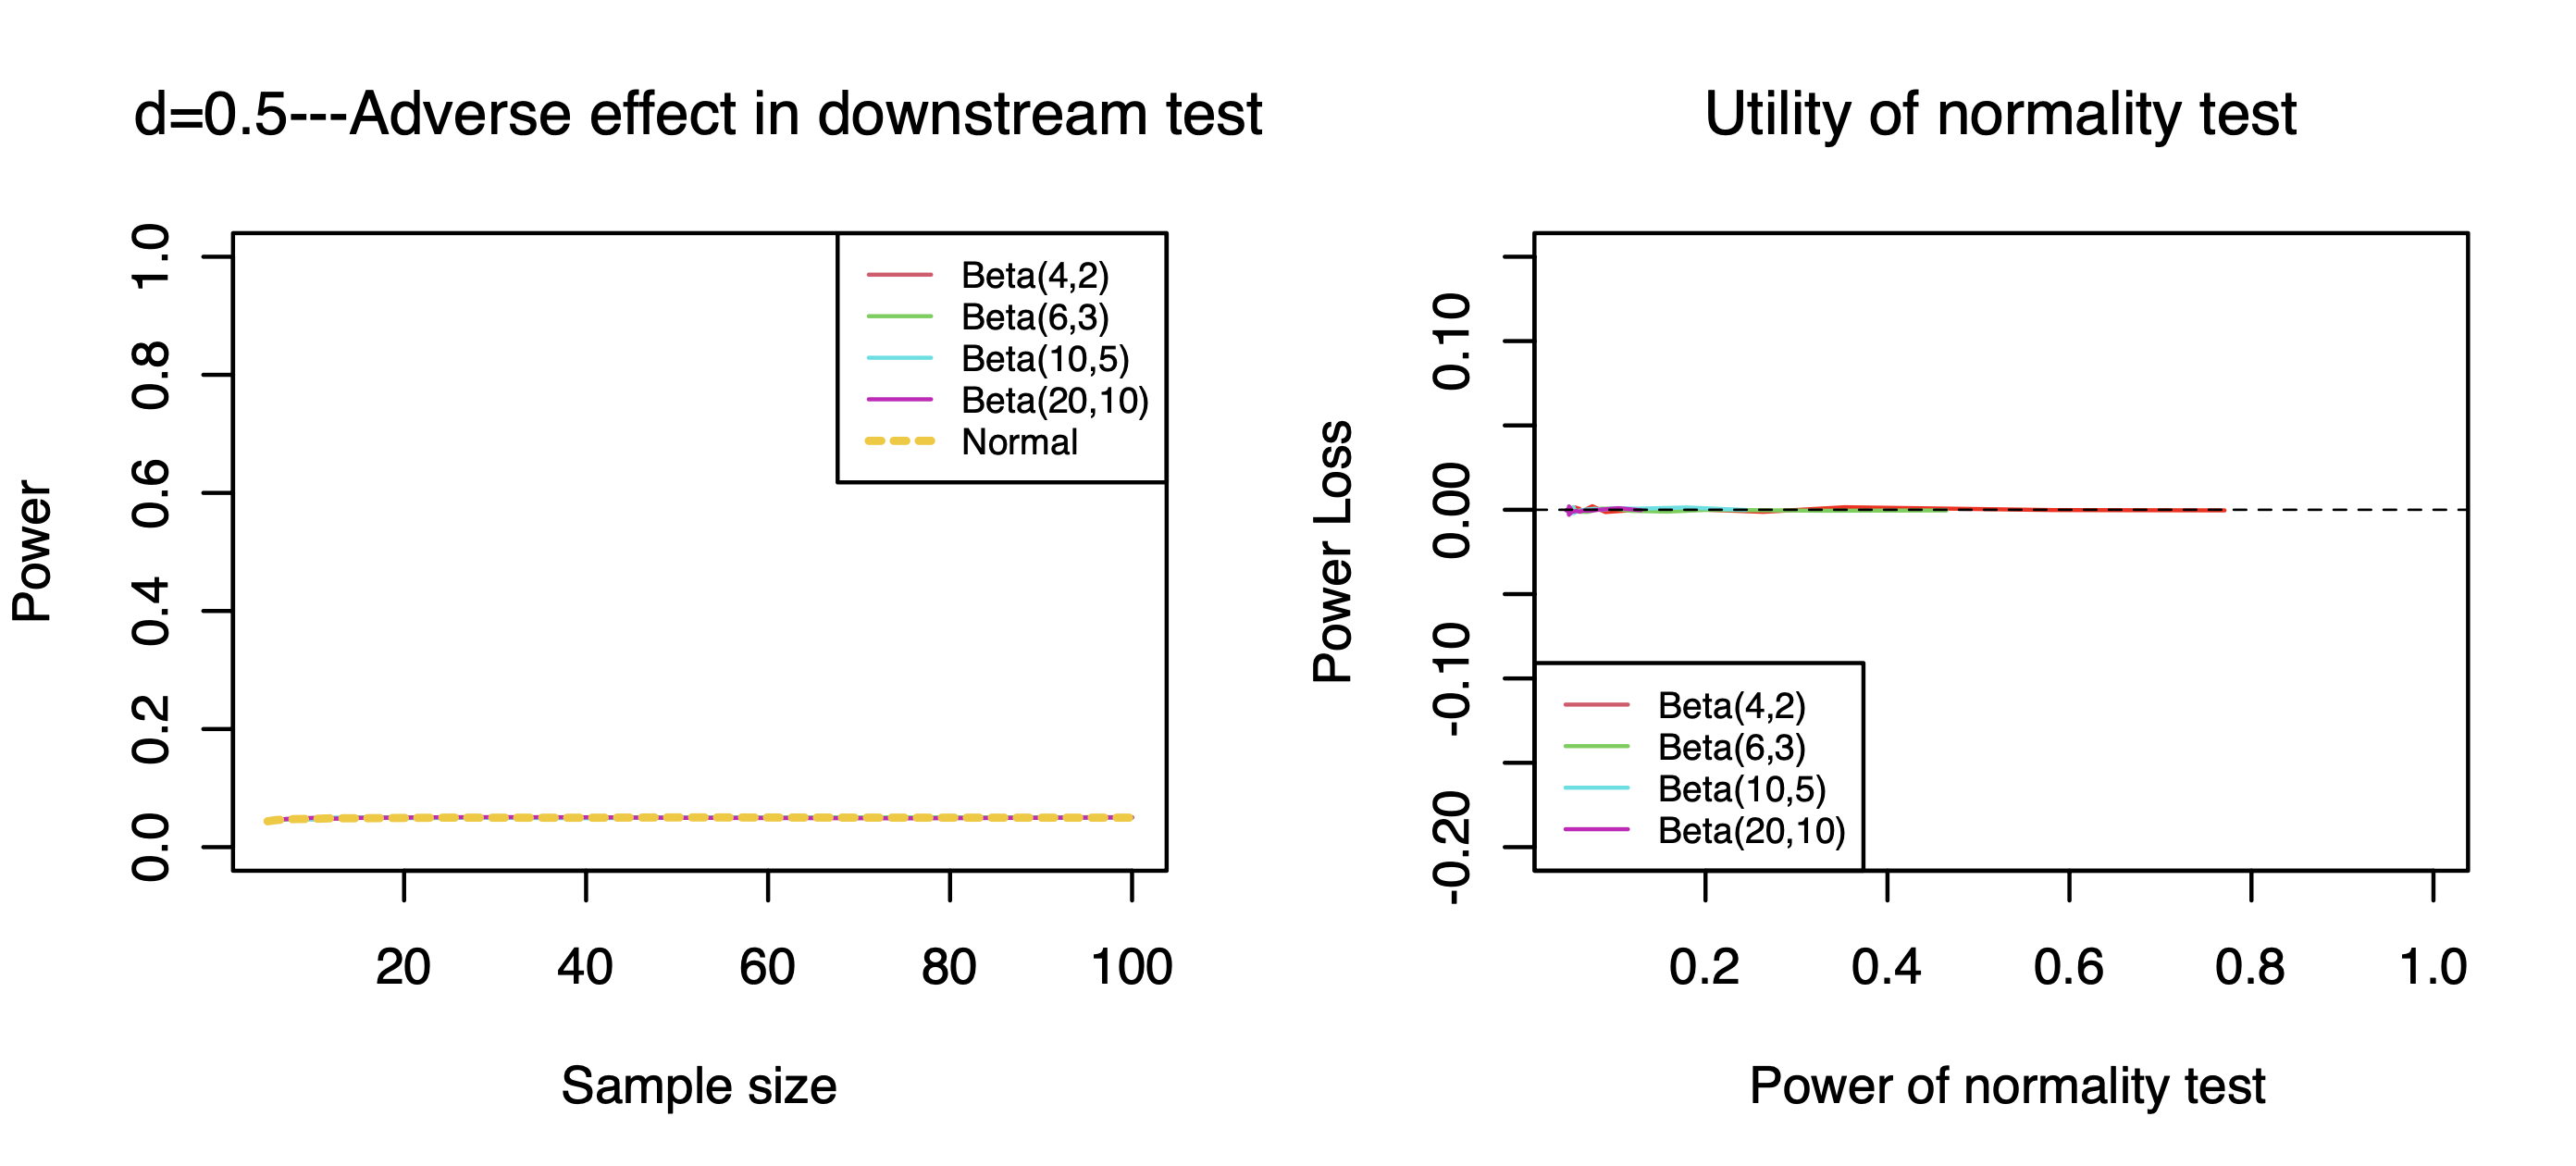 d=0.5---Adverse effect in downstream test
Power
0.0
0.2
0.4
0.6
0.8
1.0
Beta(4,2)
Beta(6,3)
Beta(10,5)
Beta(20,10)
Normal
20 40 60 80 100
Sample size
Utility of normality test
Power Loss
-0.20
-0.10
0.00
0.10
Beta(4,2)
Beta(6,3)
Beta(10,5)
Beta(20,10)
0.2 0.4 0.6 0.8 1.0
Power of normality test